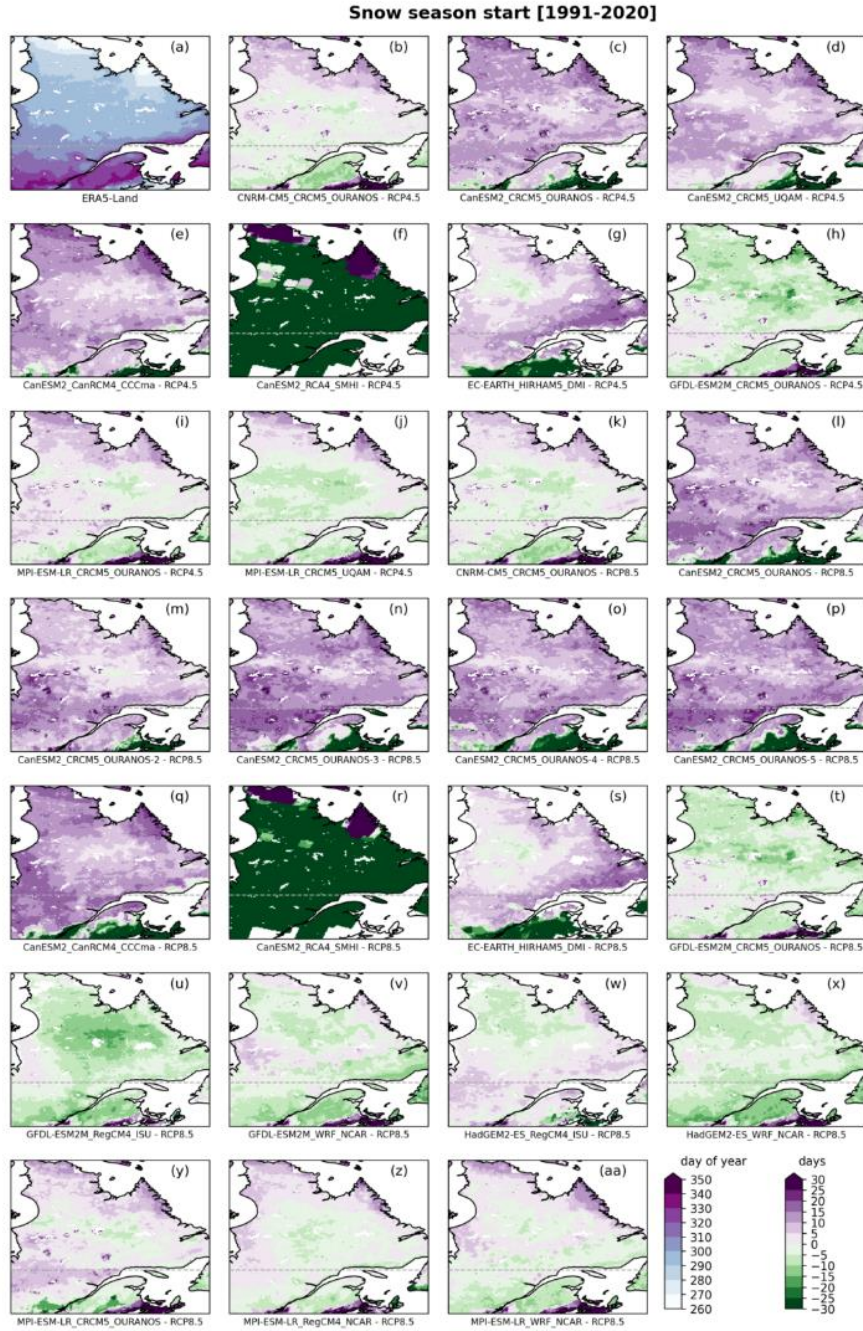 Snow season start [1991-2020]
(a) (b) (c) (d)
ERA5-Land CNRM-CM5_CRCM5_OURANOS - RCP4.5 CanESM2_CRCM5_OURANOS - RCP4.5 CanESM2_CRCM5_UQAM - RCP4.5
(e) (f) (g) (h)
CanESM2_CanRCM4_CCCma - RCP4.5 CanESM2_RCA4_SMHI - RCP4.5 EC-EARTH_HIRHAM5_DMI - RCP4.5 GFDL-ESM2M_CRCM5_OURANOS - RCP4.5
(i) (j) (k) (l)
MPI-ESM-LR_CRCM5_OURANOS - RCP4.5 MPI-ESM-LR_CRCM5_UQAM - RCP4.5 CNRM-CM5_CRCM5_OURANOS - RCP8.5 CanESM2_CRCM5_OURANOS - RCP8.5
(m) (n) (o) (p)
CanESM2_CRCM5_OURANOS-2 - RCP8.5 CanESM2_CRCM5_OURANOS-3 - RCP8.5 CanESM2_CRCM5_OURANOS-4 - RCP8.5 CanESM2_CRCM5_OURANOS-5 - RCP8.5
(q) (r) (s) (t)
CanESM2_CanRCM4_CCCma - RCP8.5 CanESM2_RCA4_SMHI - RCP8.5 EC-EARTH_HIRHAM5_DMI - RCP8.5 GFDL-ESM2M_CRCM5_OURANOS - RCP8.5
(u) (v) (w) (x)
GFDL-ESM2M_RegCM4_ISU - RCP8.5 GFDL-ESM2M_WRF_NCAR - RCP8.5 HadGEM2-ES_RegCM4_ISU - RCP8.5 HadGEM2-ES_WRF_NCAR - RCP8.5
(y) (z) (aa) day of year days
350 30
340 25
330 20
320 15
310 10
300 5
290 0
280 −5
270 −10
260 −15
−20
−25
−30
MPI-ESM-LR_CRCM5_OURANOS - RCP8.5 MPI-ESM-LR_RegCM4_NCAR - RCP8.5 MPI-ESM-LR_WRF_NCAR - RCP8.5